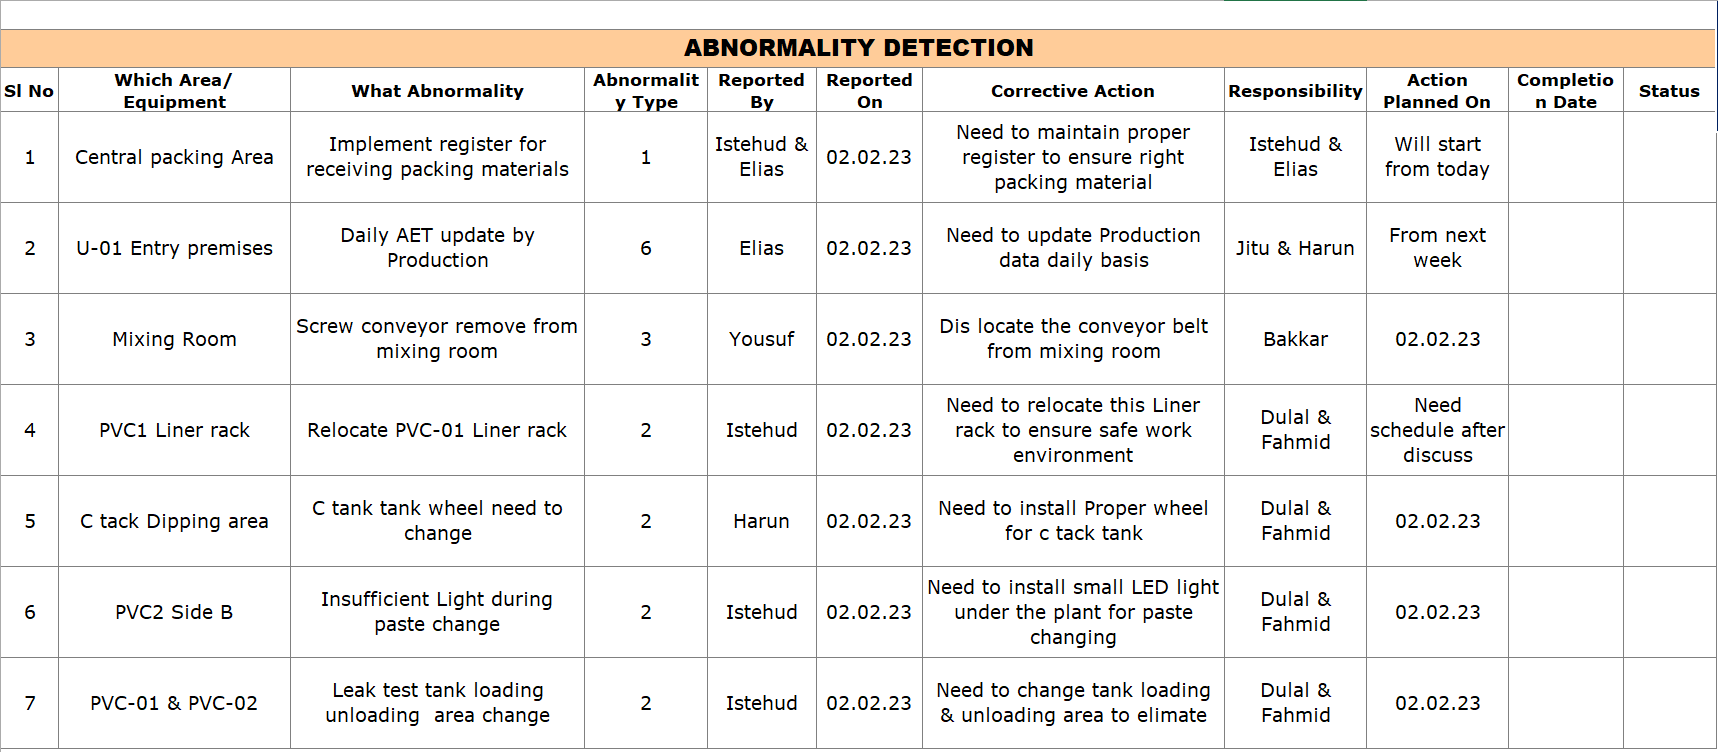 ABNORMALITY DETECTION
Sl No
Which Area/
Equipment
What Abnormality
Abnormalit
y Type
Reported
By
Reported
On
Corrective Action
Responsibility
Action
Planned On
Completio
n Date
Status
1
Central packing Area
Implement register for
receiving packing materials
1
Istehud &
Elias
02.02.23
Need to maintain proper
register to ensure right
packing material
Istehud &
Elias
Will start
from today
2
U-01 Entry premises
Daily AET update by
Production
6
Elias
02.02.23
Need to update Production
data daily basis
Jitu & Harun
From next
week
3
Mixing Room
Screw conveyor remove from
mixing room
3
Yousuf
02.02.23
Dis locate the conveyor belt
from mixing room
Bakkar
02.02.23
4
PVC1 Liner rack
Relocate PVC-01 Liner rack
2
Istehud
02.02.23
Need to relocate this Liner
rack to ensure safe work
environment
Dulal &
Fahmid
Need
schedule after
discuss
5
C tack Dipping area
C tank tank wheel need to
change
2
Harun
02.02.23
Need to install Proper wheel
for c tack tank
Dulal &
Fahmid
02.02.23
6
PVC2 Side B
Insufficient Light during
paste change
2
Istehud
02.02.23
Need to install small LED light
under the plant for paste
changing
Dulal &
Fahmid
02.02.23
7
PVC-01 & PVC-02
Leak test tank loading
unloading  area change
2
Istehud
02.02.23
Need to change tank loading
& unloading area to elimate
Dulal &
Fahmid
02.02.23